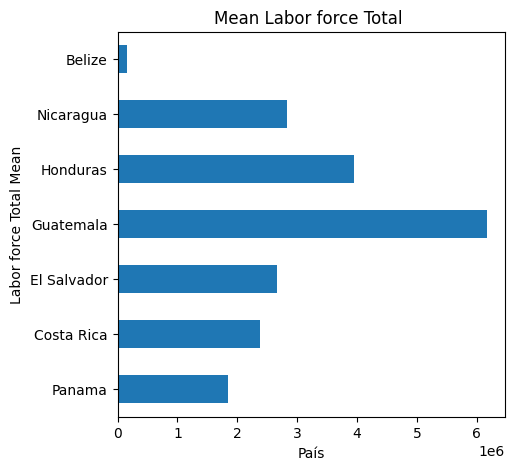 Mean Labor force Total
Labor force Total Mean
Belize
Nicaragua
Honduras
Guatemala
El Salvador
Costa Rica
Panama
0 1 2 3 4 5 6
1e6
País